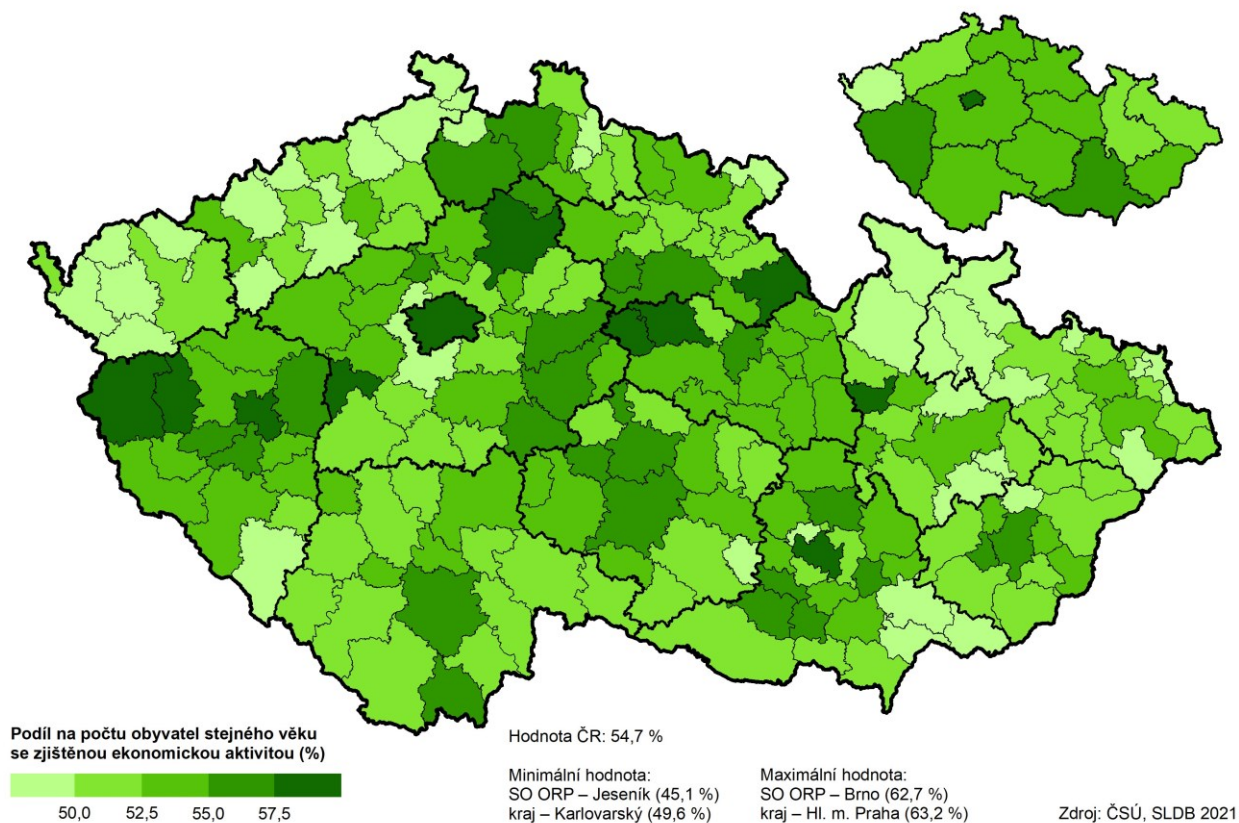 Podíl na počtu obyvatel stejného věku
se zjištěnou ekonomickou aktivitou (%)
50,0 52,5 55,0 57,5
Hodnota ČR: 54,7 %
Minimální hodnota:
SO ORP – Jeseník (45,1 %)
kraj – Karlovarský (49,6 %)
Maximální hodnota:
SO ORP – Brno (62,7 %)
kraj – Hl. m. Praha (63,2 %)
Zdroj: ČSÚ, SLDB 2021